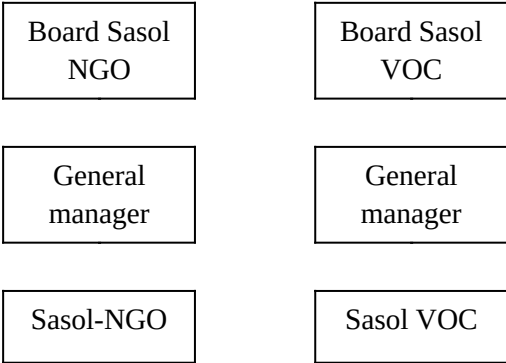 Board Sasol
NGO
Board Sasol
VOC
General
manager
General
manager
Sasol-NGO
Sasol VOC